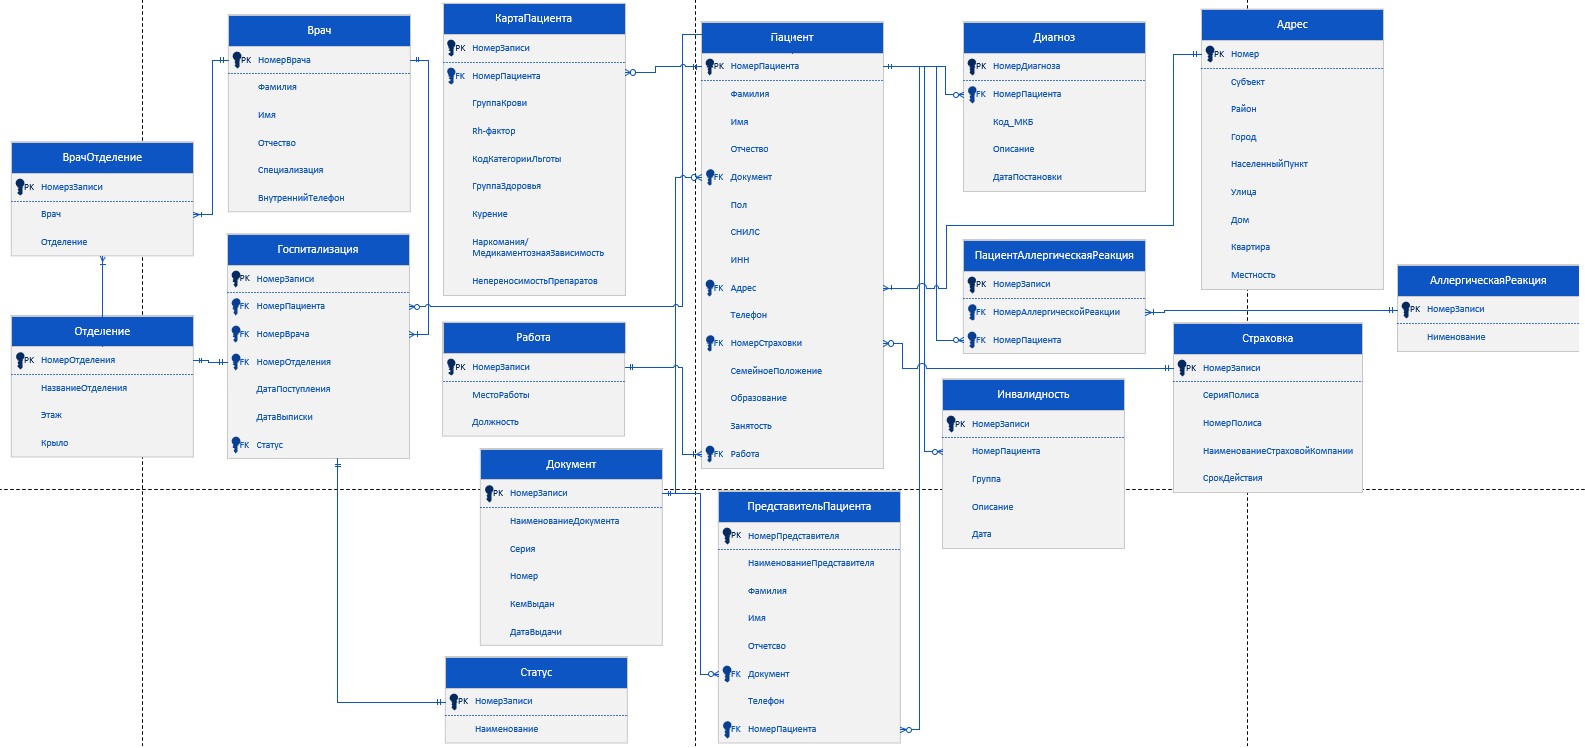 Врач
PK НомерВрача
Фамилия
Имя
Отчество
Специализация
ВнутреннийТелефон
ВрачОтделение
PK НомерзЗаписи
Врач
Отделение
Отделение
PK НомерОтделения
НазваниеОтделения
Этаж
Крыло
Госпитализация
PK НомерЗаписи
FK НомерПациента
FK НомерВрача
FK НомерОтделения
ДатаПоступления
ДатаВыписки
FK Статус
КартаПациента
PK НомерЗаписи
FK НомерПациента
ГруппаКрови
Rh-фактор
КодКатегорииЛьготы
ГруппаЗдоровья
Курение
Наркомания/
МедикаментознаяЗависимость
НепереносимостьПрепаратов
Работа
PK НомерЗаписи
МестоРаботы
Должность
Документ
PK НомерЗаписи
НаименованиеДокумента
Серия
Номер
КемВыдан
ДатаВыдачи
Статус
PK НомерЗаписи
Наименование
Пациент
PK НомерПациента
Фамилия
Имя
Отчество
FK Документ
Пол
СНИЛС
ИНН
FK Адрес
Телефон
FK НомерСтраховки
СемейноеПоложение
Образование
Занятость
FK Работа
ПредставительПациента
PK НомерПредставителя
НаименованиеПредставителя
Фамилия
Имя
Отчетсво
FK Документ
Телефон
FK НомерПациента
Диагноз
PK НомерДиагноза
FK НомерПациента
Код_МКБ
Описание
ДатаПостановки
ПациентАллергическаяРеакция
PK НомерЗаписи
FK НомерАллергическойРеакции
FK НомерПациента
Инвалидность
PK НомерЗаписи
НомерПациента
Группа
Описание
Дата
Адрес
PK Номер
Субъект
Район
Город
НаселенныйПункт
Улица
Дом
Квартира
Местность
Страховка
PK НомерЗаписи
СерияПолиса
НомерПолиса
НаименованиеСтраховойКомпании
СрокДействия
АллергическаяРеакция
PK НомерЗаписи
Нименование